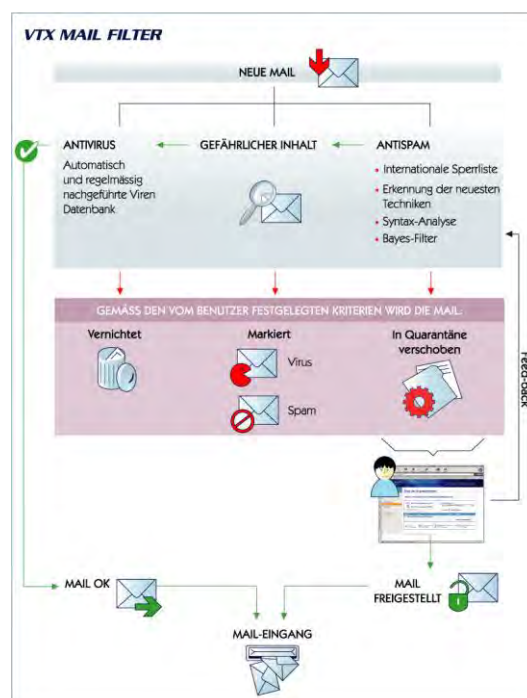 VTX MAIL FILTER
NEUE MAIL
ANTIVIRUS
Automatisch
und regelmässig
nachgeführte Viren
Datenbank
GEFÄHRLICHER INHALT
ANTISPAM
Internationale Sperrliste
Erkennung der neuesten
Techniken
Syntax-Analyse
Bayes-Filter
GEMÄSS DEN VOM BENUTZER FESTGELEGTEN KRITERIEN WIRD DIE MAIL:
Vernichtet
Markiert
Virus
Spam
In Quarantäne
verschoben
Feed-back
MAIL OK
MAIL
FREIGESTELLT
MAIL-EINGANG